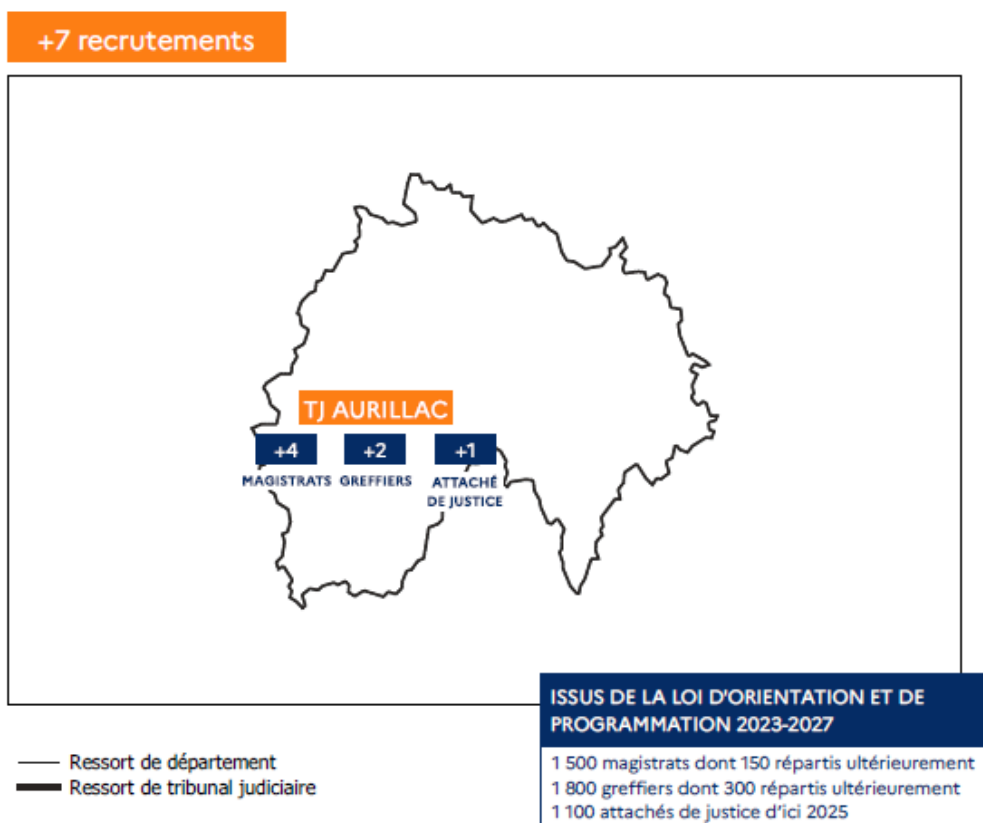 +7 recrutements
TJ AURILLAC
+4
MAGISTRATS
+2
GREFFIERS
+1
ATTACHÉ
DE JUSTICE
ISSUS DE LA LOI D'ORIENTATION ET DE
PROGRAMMATION 2023-2027
1 500 magistrats dont 150 répartis ultérieurement
1 800 greffiers dont 300 répartis ultérieurement
1 100 attachés de justice d'ici 2025
Ressort de département
Ressort de tribunal judiciaire